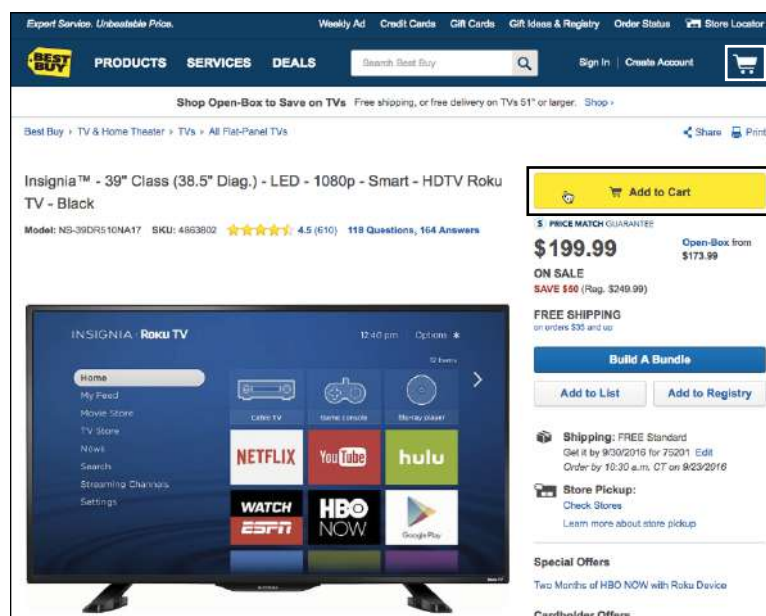 Expert Service. Unbeatable Price.
Weekly Ad Credit Cards Gift Cards Gift Ideas & Registry Order Status Store Locator
BEST BUY PRODUCTS SERVICES DEALS Search Best Buy Sign In | Create Account
Shop Open-Box to Save on TVs Free shipping, or free delivery on TVs 51" or larger. Shop ›
Best Buy › TV & Home Theater › TVs › All Flat-Panel TVs
Share Print
Insignia™ - 39" Class (38.5" Diag.) - LED - 1080p - Smart - HDTV Roku
TV - Black
Model: NS-39DR510NA17 SKU: 4863802 4.5 (610) 118 Questions, 164 Answers
Add to Cart
$ PRICE MATCH GUARANTEE
$199.99
Open-Box from
$173.99
ON SALE
SAVE $50 (Reg. $249.99)
FREE SHIPPING
on orders $35 and up
Build A Bundle
Add to List Add to Registry
Shipping: FREE Standard
Get it by 9/30/2016 for 75201 Edit
Order by 10:30 a.m. CT on 9/23/2016
Store Pickup:
Check Stores
Learn more about store pickup
Special Offers
Two Months of HBO NOW with Roku Device
Cardholder Offers
INSIGNIA Roku TV 12:40 pm Options *
12 Items
Home
My Feed
Movie Store
TV Store
News
Search
Streaming Channels
Settings
Cable TV Game console Blu-ray player
NETFLIX YouTube hulu
WATCH
ESPN
HBO
NOW
Google Play
INSIGNIA
Roku TV